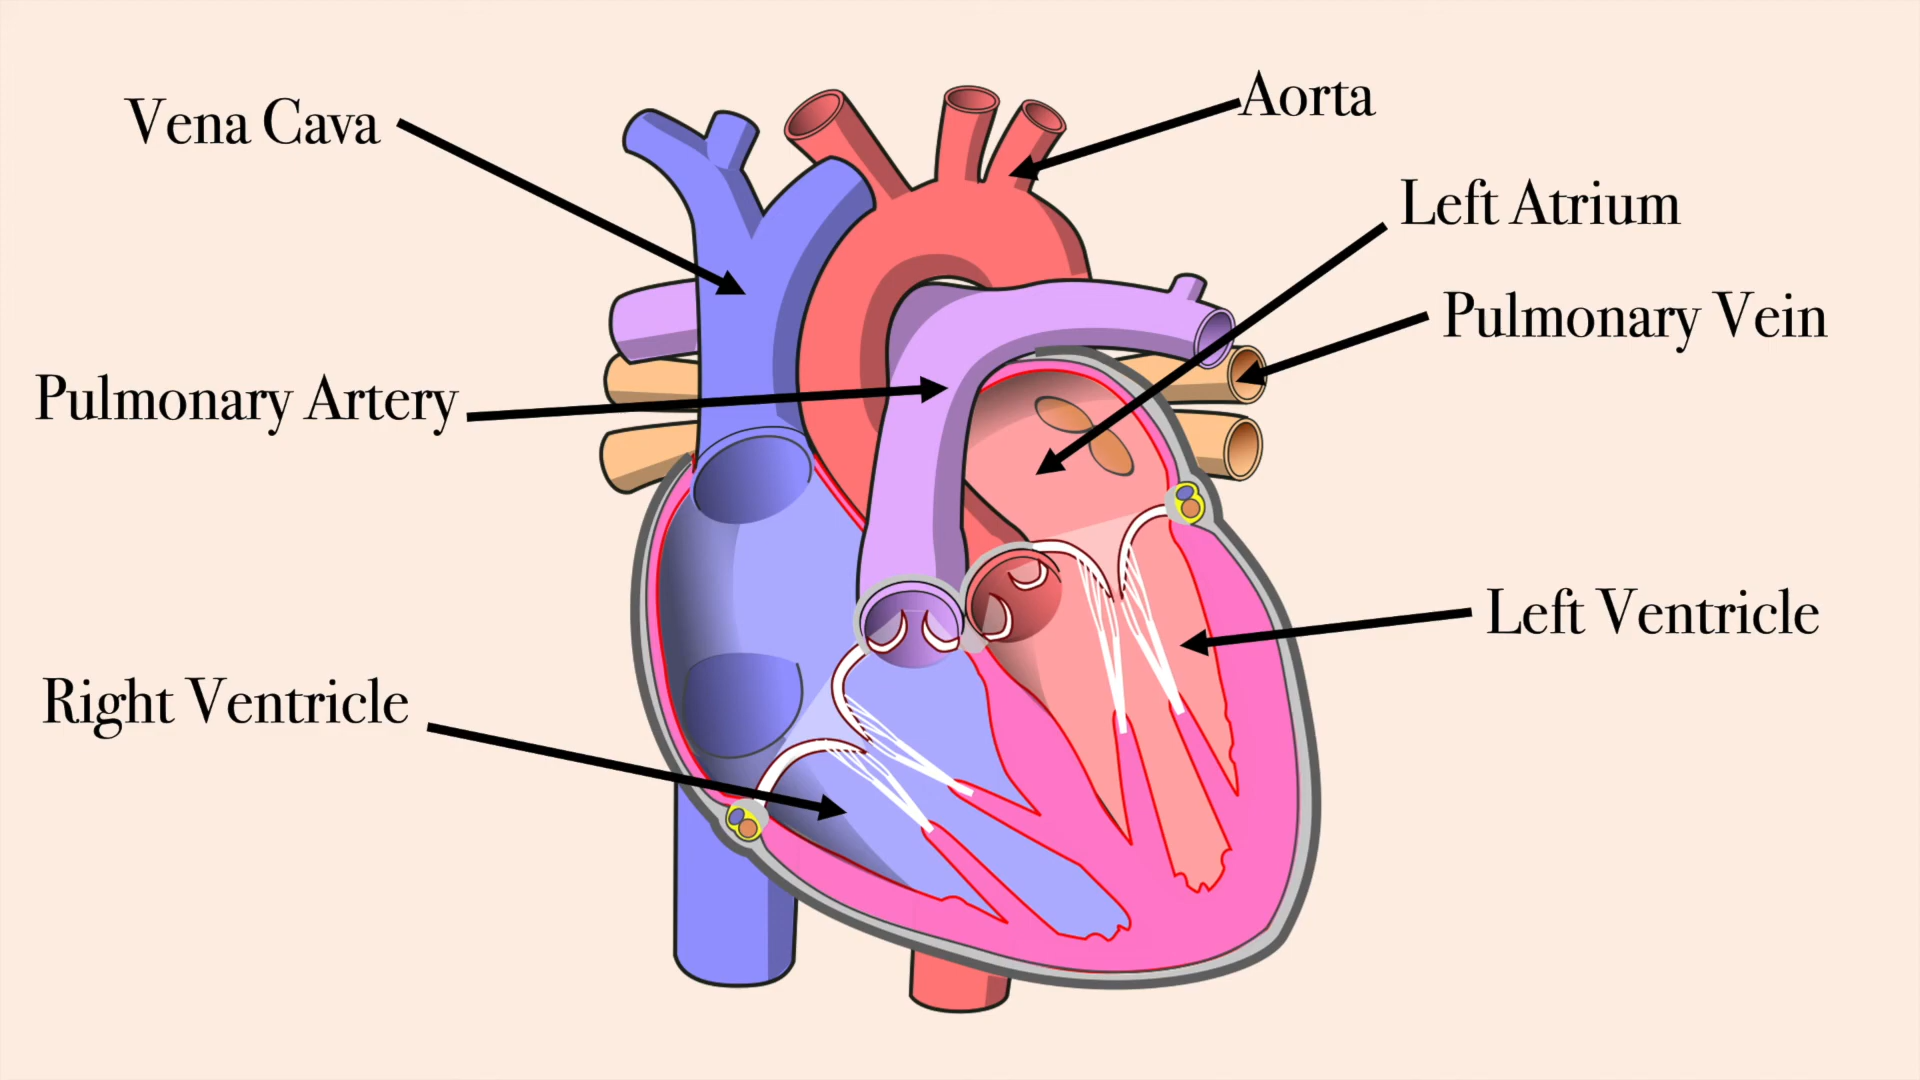 Vena Cava
Aorta
Left Atrium
Pulmonary Vein
Pulmonary Artery
Left Ventricle
Right Ventricle